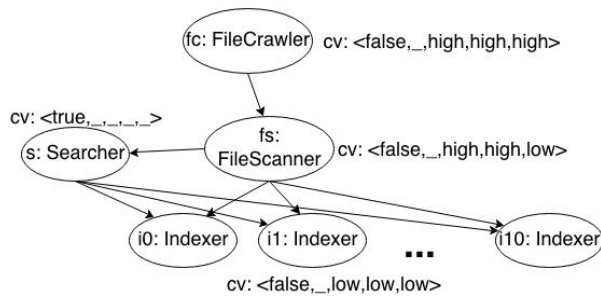 fc: FileCrawler
cv: <false,_,high,high,high>
cv: <true,_,_,_,_>
s: Searcher
fs:
FileScanner
cv: <false,_,high,high,low>
i0: Indexer
i1: Indexer
...
i10: Indexer
cv: <false,_,low,low,low>